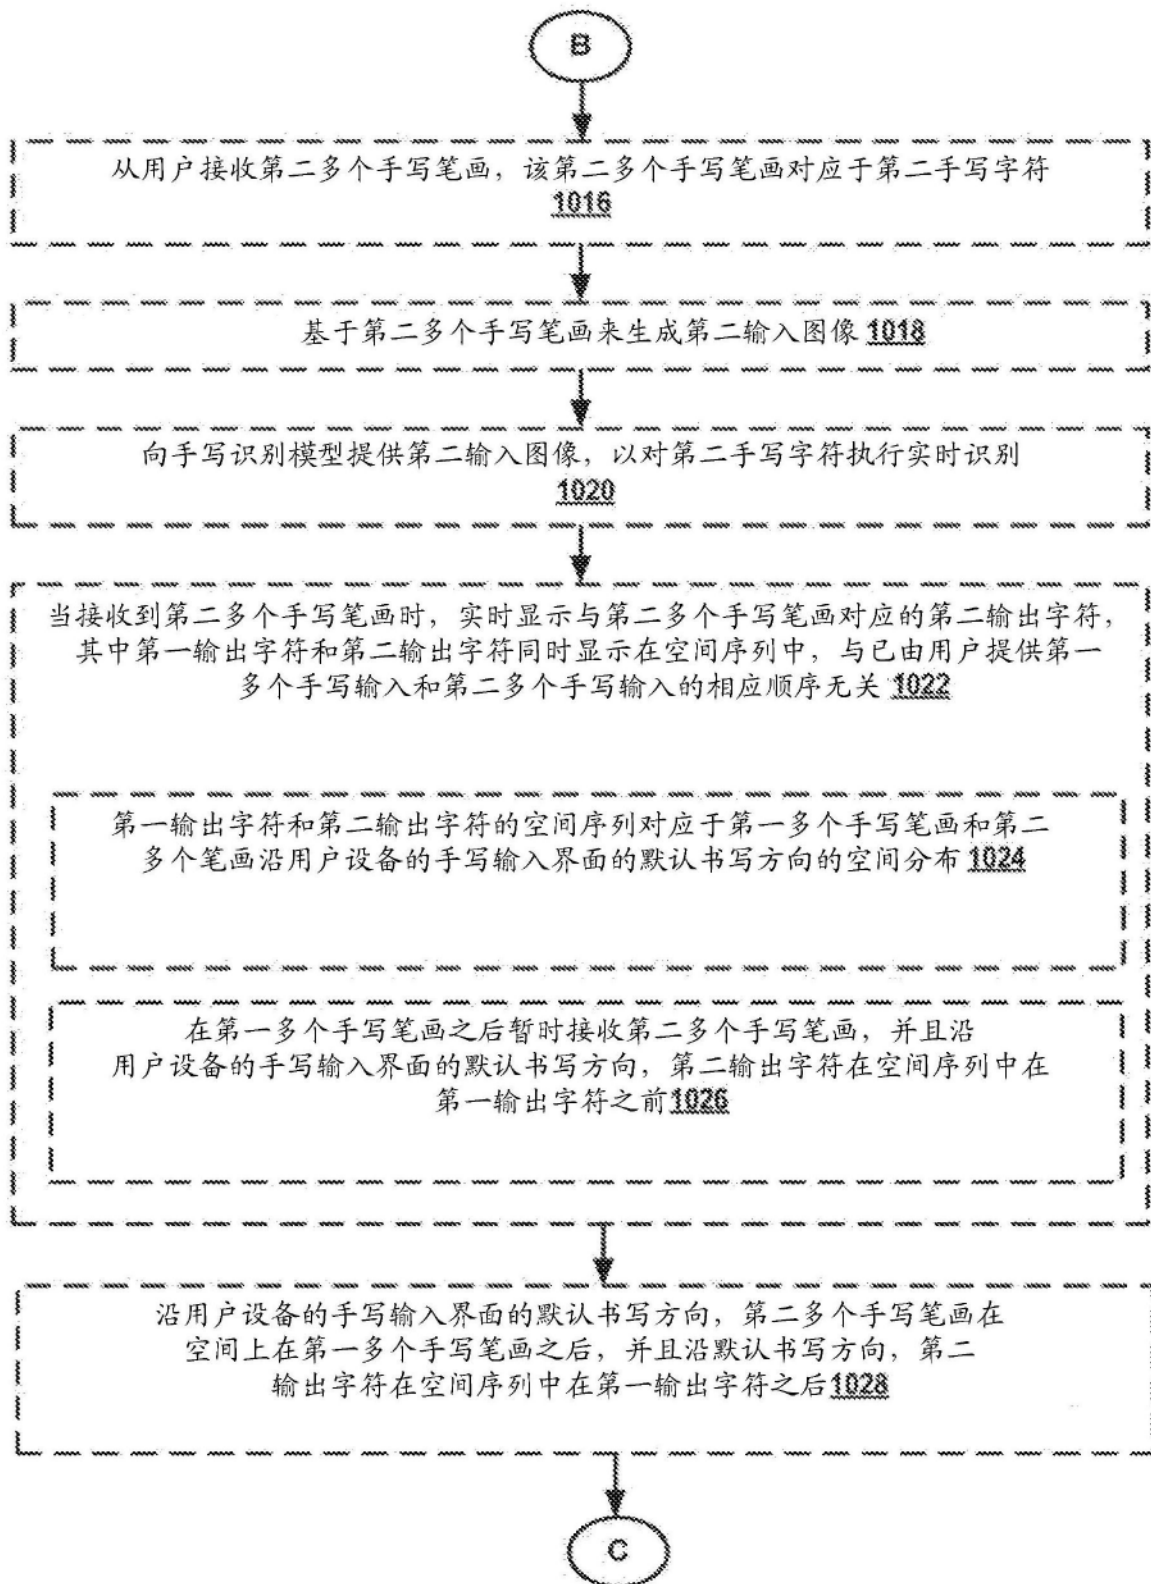 B
从用户接收第二多个手写笔画，该第二多个手写笔画对应于第二手写字符
1016
基于第二多个手写笔画来生成第二输入图像 1018
向手写识别模型提供第二输入图像，以对第二手写字符执行实时识别
1020
当接收到第二多个手写笔画时，实时显示与第二多个手写笔画对应的第二输出字符，
其中第一输出字符和第二输出字符同时显示在空间序列中，与已由用户提供第一
多个手写输入和第二多个手写输入的相应顺序无关 1022
第一输出字符和第二输出字符的空间序列对应于第一多个手写笔画和第二
多个笔画沿用户设备的手写输入界面的默认书写方向的空间分布 1024
在第一多个手写笔画之后暂时接收第二多个手写笔画，并且沿
用户设备的手写输入界面的默认书写方向，第二输出字符在空间序列中在
第一输出字符之前1026
沿用户设备的手写输入界面的默认书写方向，第二多个手写笔画在
空间上在第一多个手写笔画之后，并且沿默认书写方向，第二
输出字符在空间序列中在第一输出字符之后1028
C